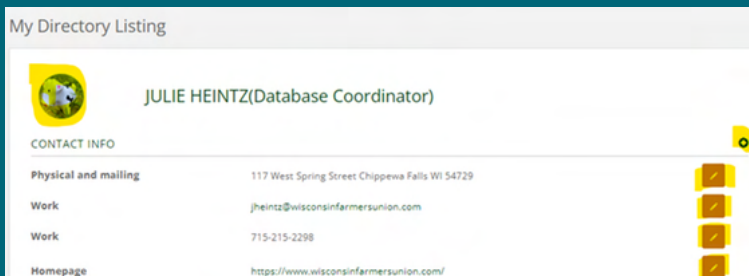 My Directory Listing
JULIE HEINTZ(Database Coordinator)
CONTACT INFO
Physical and mailing 117 West Spring Street Chippewa Falls WI 54729
Work jheintz@wisconsinfarmersunion.com
Work 715-215-2298
Homepage https://www.wisconsinfarmersunion.com/